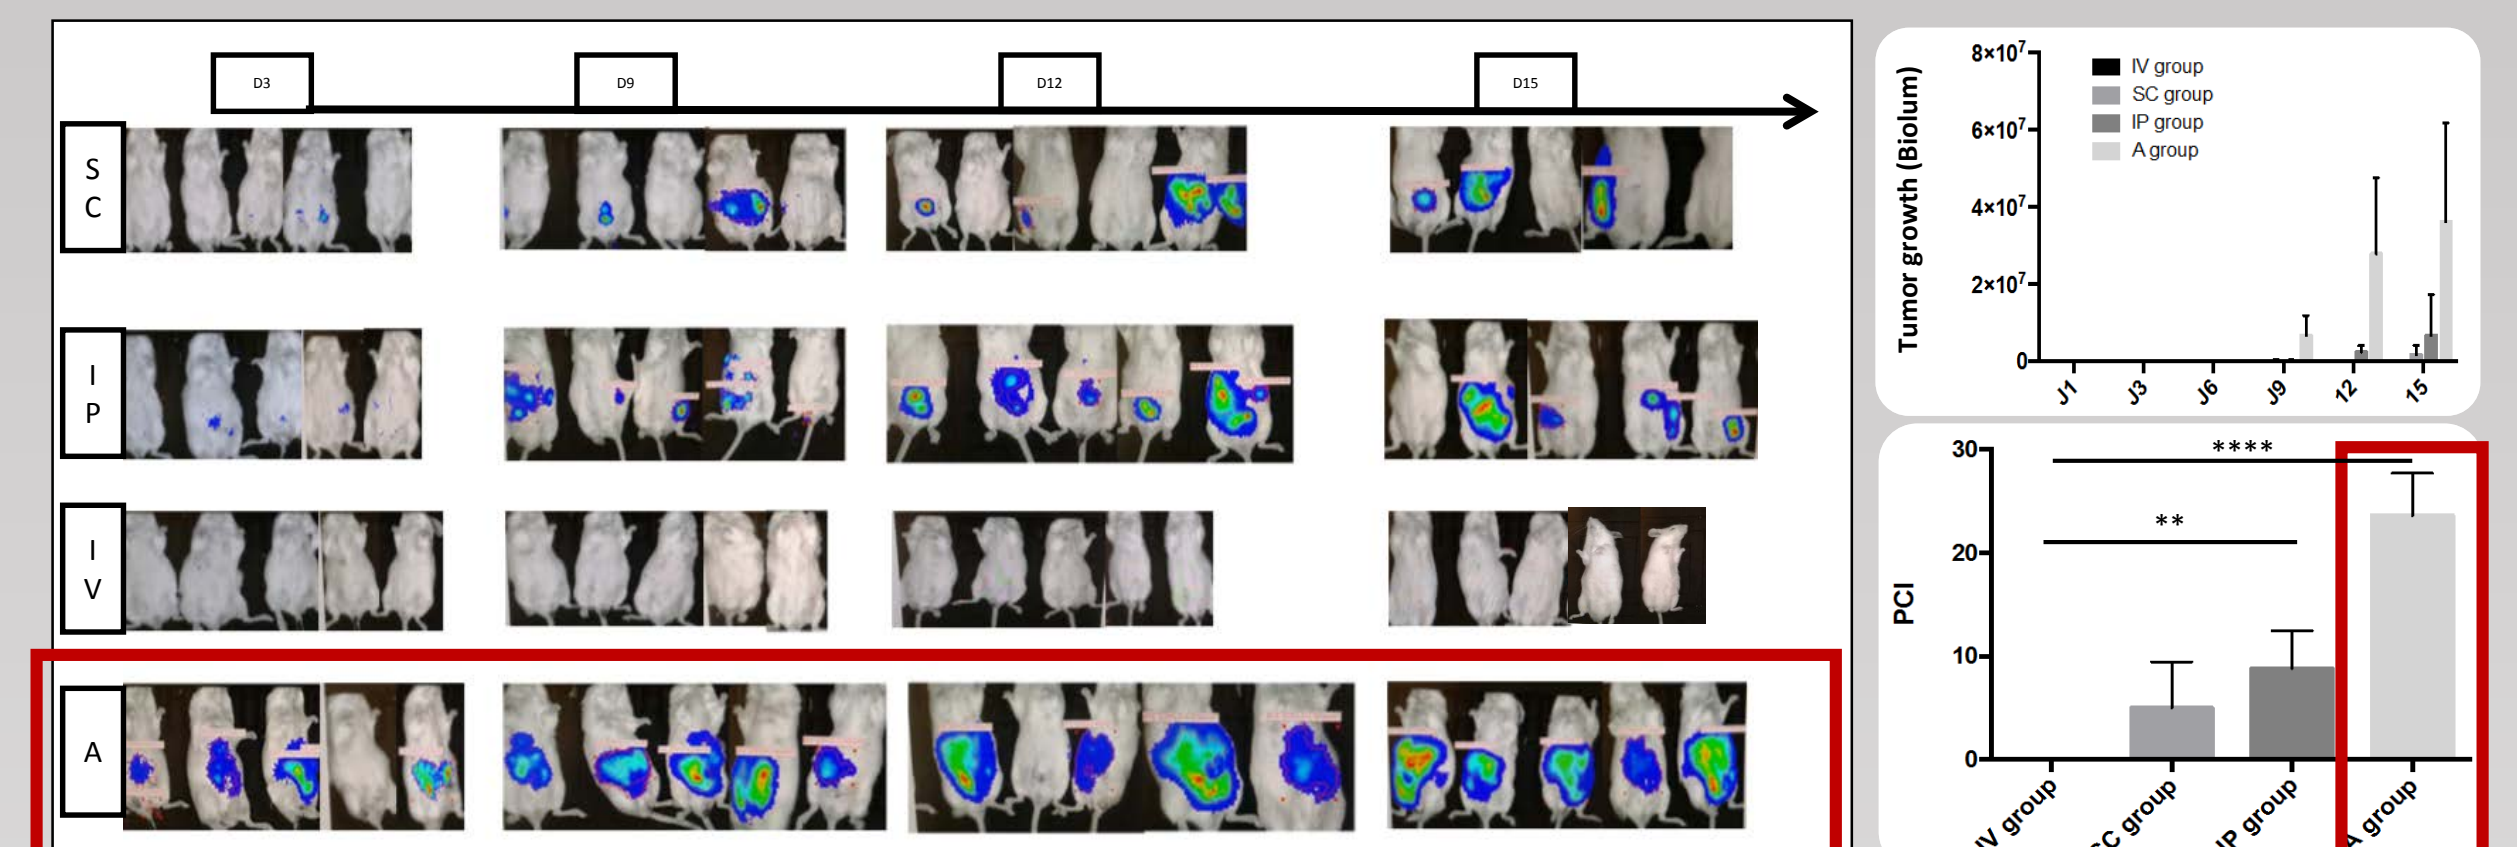 D3
D9
D12
D15
S
C
I
P
I
V
A
Tumor growth (Biolum)
8×10⁷
6×10⁷
4×10⁷
2×10⁷
0
IV group
SC group
IP group
A group
J1
J3
J6
J9
12
15
PCI
30
20
10
0
****
**
IV group
SC group
IP group
A group